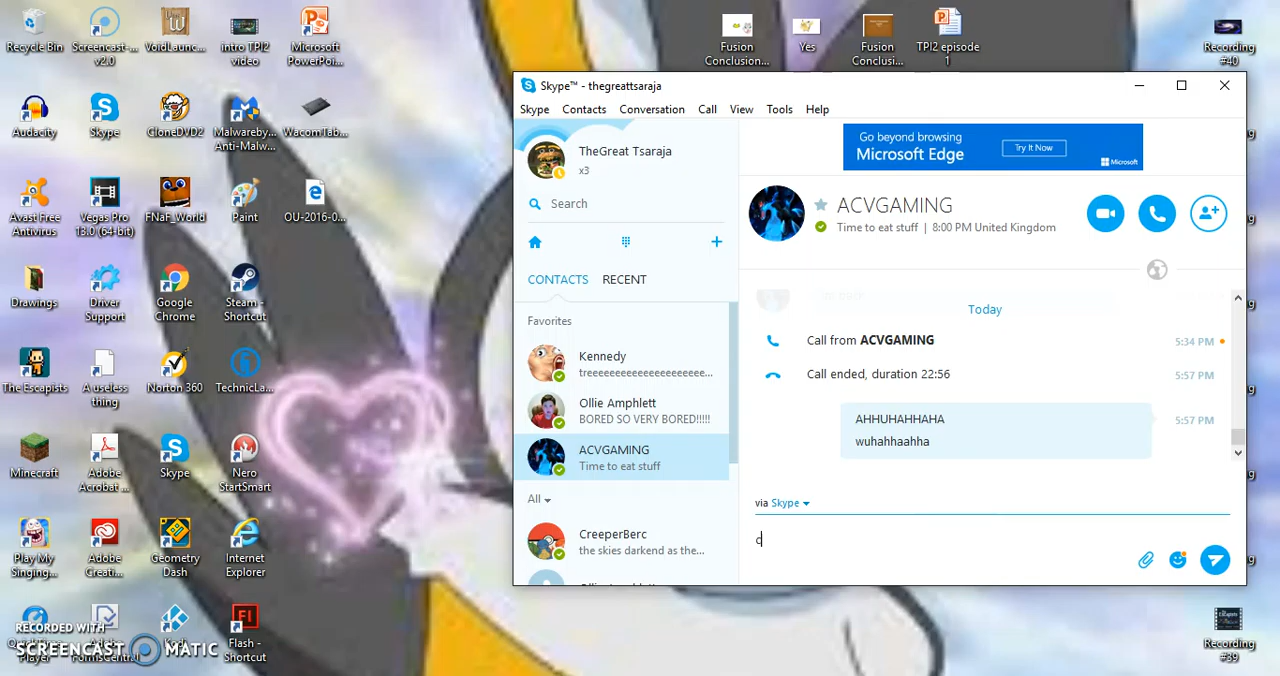 Recycle Bin
Screencast-...
v2.0
VoidLaunc...
intro TPI2
video
Microsoft
PowerPoi...
Fusion
Conclusion...
Yes
Fusion
Conclusi...
TPI2 episode
1
Recording
#40
Audacity
Skype
CloneDVD2
Malwareby...
Anti-Malw...
WacomTab...
Avast Free
Antivirus
Vegas Pro
13.0 (64-bit)
FNaF_World
Paint
OU-2016-0...
Drawings
Driver
Support
Google
Chrome
Steam -
Shortcut
The Escapists
A useless
thing
Norton 360
TechnicLa...
Minecraft
Adobe
Acrobat ...
Skype
Nero
StartSmart
Play My
Singing...
Adobe
Creati...
Geometry
Dash
Internet
Explorer
Flash -
Shortcut
RECORDED WITH
SCREENCAST MATIC
Recording
#39
Skype™ - thegreattsaraja
Skype Contacts Conversation Call View Tools Help
TheGreat Tsaraja
x3
Search
CONTACTS RECENT
Favorites
Kennedy
treeeeeeeeeeeeeeeeeeeee...
Ollie Amphlett
BORED SO VERY BORED!!!!!
ACVGAMING
Time to eat stuff
All
CreeperBerc
the skies darkend as the...
Go beyond browsing
Microsoft Edge
Try It Now
Microsoft
ACVGAMING
Time to eat stuff | 8:00 PM United Kingdom
Today
Call from ACVGAMING 5:34 PM
Call ended, duration 22:56 5:57 PM
AHHUHAHHAHA 5:57 PM
wuhahhaahha
via Skype
c